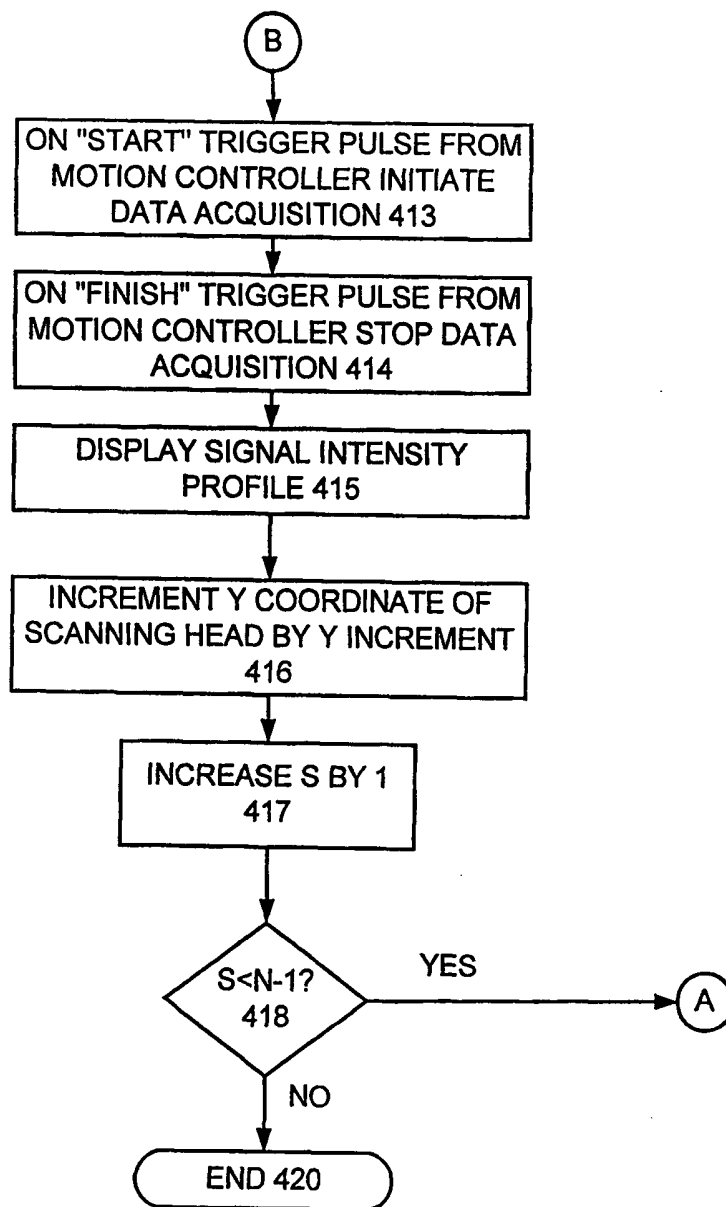 B
ON "START" TRIGGER PULSE FROM
MOTION CONTROLLER INITIATE
DATA ACQUISITION 413
ON "FINISH" TRIGGER PULSE FROM
MOTION CONTROLLER STOP DATA
ACQUISITION 414
DISPLAY SIGNAL INTENSITY
PROFILE 415
INCREMENT Y COORDINATE OF
SCANNING HEAD BY Y INCREMENT
416
INCREASE S BY 1
417
S<N-1?
418
YES
A
NO
END 420